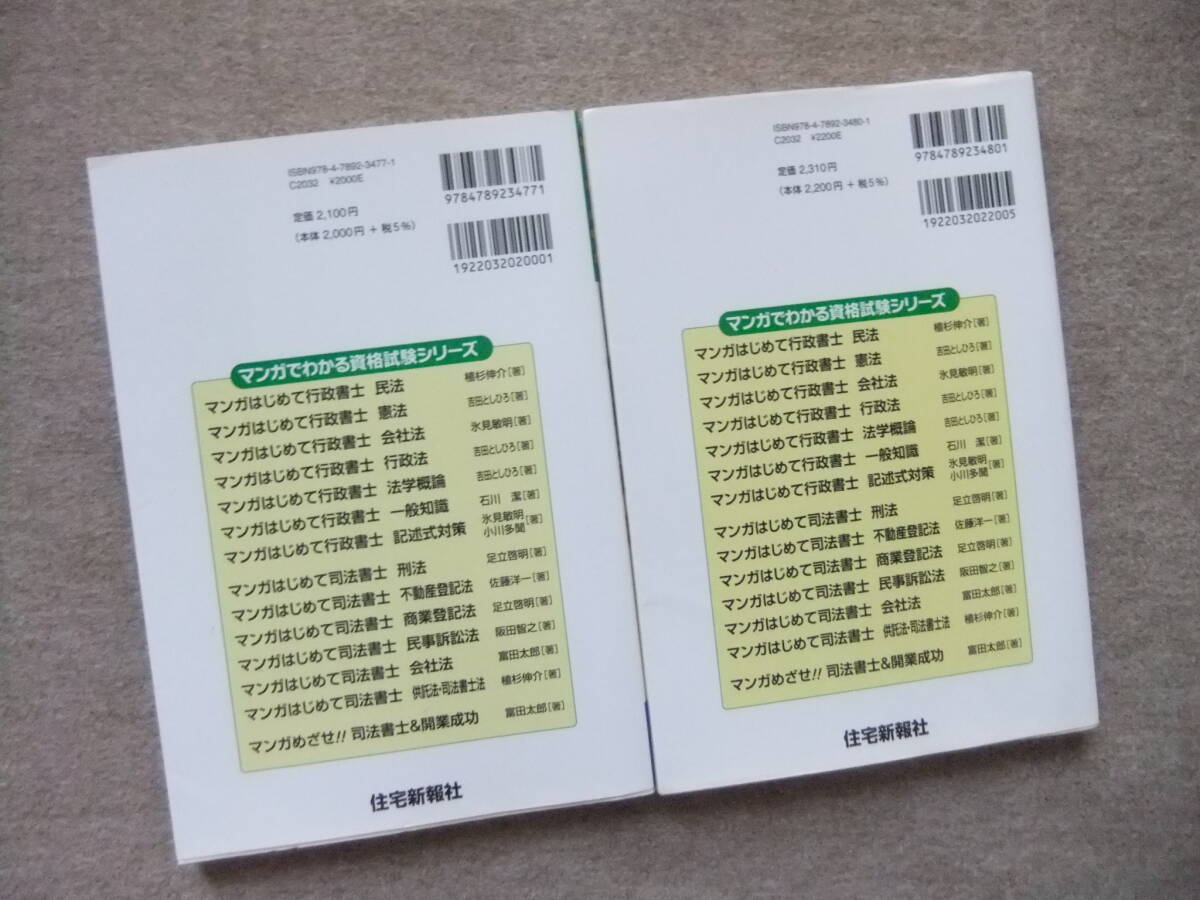 ISBN978-4-7892-3477-1
C2032 ¥2000E
定価 2,100円
(本体 2,000円 + 税5%)
9784789234771
1922032020001
マンガでわかる資格試験シリーズ
マンガはじめて行政書士 民法 植杉伸介[著]
マンガはじめて行政書士 憲法 吉田としひろ[著]
マンガはじめて行政書士 会社法 氷見敏明[著]
マンガはじめて行政書士 行政法 吉田としひろ[著]
マンガはじめて行政書士 法学概論 吉田としひろ[著]
マンガはじめて行政書士 一般知識 石川 潔[著]
マンガはじめて行政書士 記述式対策 氷見敏明 小川多聞[著]
マンガはじめて司法書士 刑法 足立啓明[著]
マンガはじめて司法書士 不動産登記法 佐藤洋一[著]
マンガはじめて司法書士 商業登記法 足立啓明[著]
マンガはじめて司法書士 民事訴訟法 阪田智之[著]
マンガはじめて司法書士 会社法 富田太郎[著]
マンガはじめて司法書士 供託法・司法書士法 植杉伸介[著]
マンガめざせ!! 司法書士&開業成功 富田太郎[著]
住宅新報社
ISBN978-4-7892-3480-1
C2032 ¥2200E
定価 2,310円
(本体 2,200円 + 税5%)
9784789234801
1922032022005
マンガでわかる資格試験シリーズ
マンガはじめて行政書士 民法 植杉伸介[著]
マンガはじめて行政書士 憲法 吉田としひろ[著]
マンガはじめて行政書士 会社法 氷見敏明[著]
マンガはじめて行政書士 行政法 吉田としひろ[著]
マンガはじめて行政書士 法学概論 吉田としひろ[著]
マンガはじめて行政書士 一般知識 石川 潔[著]
マンガはじめて行政書士 記述式対策 氷見敏明 小川多聞[著]
マンガはじめて司法書士 刑法 足立啓明[著]
マンガはじめて司法書士 不動産登記法 佐藤洋一[著]
マンガはじめて司法書士 商業登記法 足立啓明[著]
マンガはじめて司法書士 民事訴訟法 阪田智之[著]
マンガはじめて司法書士 会社法 富田太郎[著]
マンガはじめて司法書士 供託法・司法書士法 植杉伸介[著]
マンガめざせ!! 司法書士&開業成功 富田太郎[著]
住宅新報社